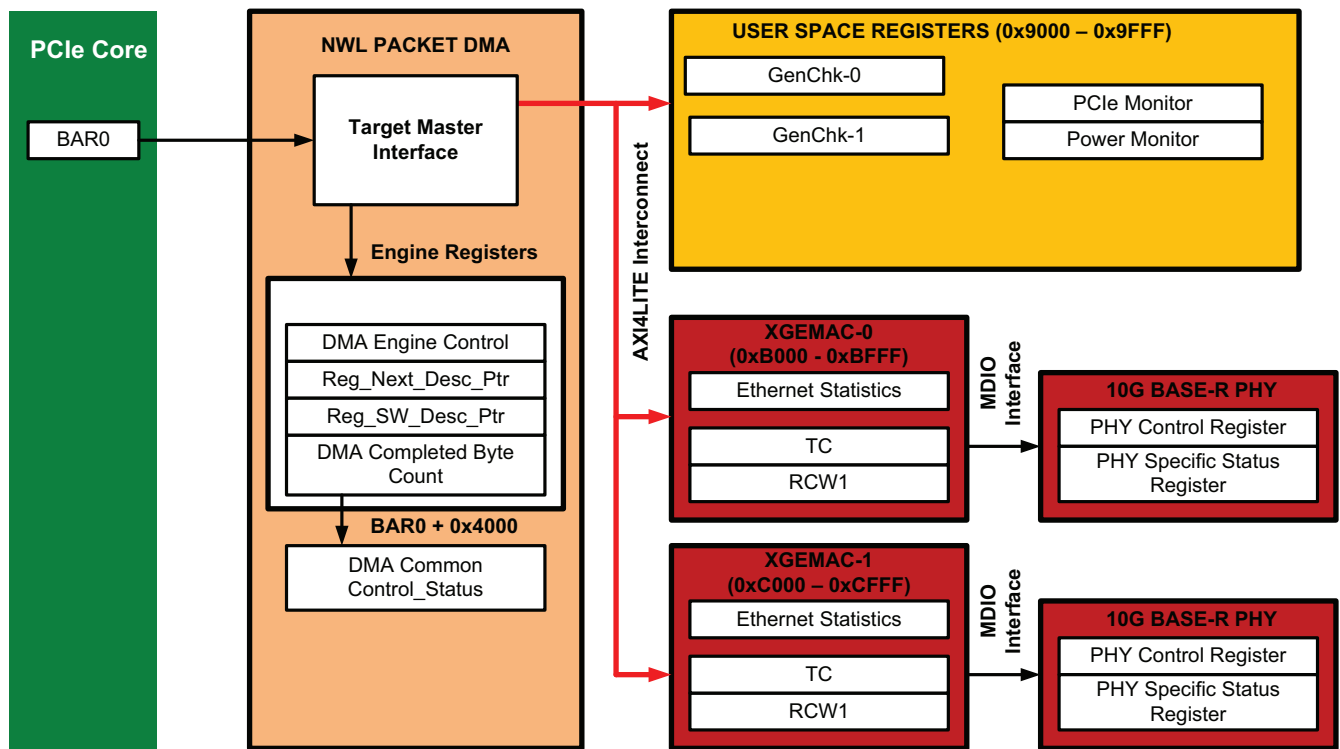 PCIe Core
BAR0
NWL PACKET DMA
Target Master
Interface
Engine Registers
DMA Engine Control
Reg_Next_Desc_Ptr
Reg_SW_Desc_Ptr
DMA Completed Byte
Count
BAR0 + 0x4000
DMA Common
Control_Status
AXI4LITE Interconnect
USER SPACE REGISTERS (0x9000 – 0x9FFF)
GenChk-0
GenChk-1
PCIe Monitor
Power Monitor
XGEMAC-0
(0xB000 - 0xBFFF)
Ethernet Statistics
TC
RCW1
MDIO
Interface
10G BASE-R PHY
PHY Control Register
PHY Specific Status
Register
XGEMAC-1
(0xC000 – 0xCFFF)
Ethernet Statistics
TC
RCW1
MDIO
Interface
10G BASE-R PHY
PHY Control Register
PHY Specific Status
Register